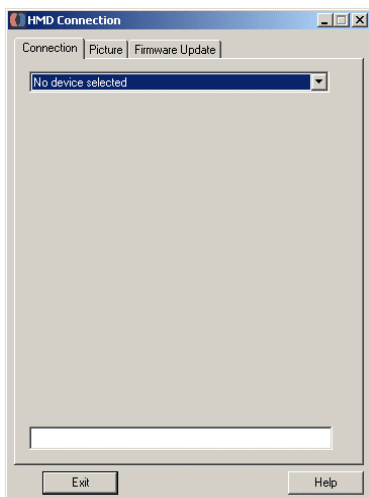 HMD Connection
Connection Picture Firmware Update
No device selected
Exit Help